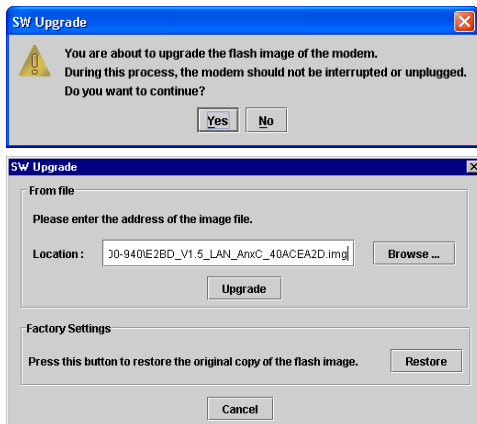 SW Upgrade
You are about to upgrade the flash image of the modem.
During this process, the modem should not be interrupted or unplugged.
Do you want to continue?
Yes No
SW Upgrade
From file
Please enter the address of the image file.
Location : 00-940\E2BD_V1.5_LAN_AnxC_40ACEA2D.img Browse ...
Upgrade
Factory Settings
Press this button to restore the original copy of the flash image. Restore
Cancel